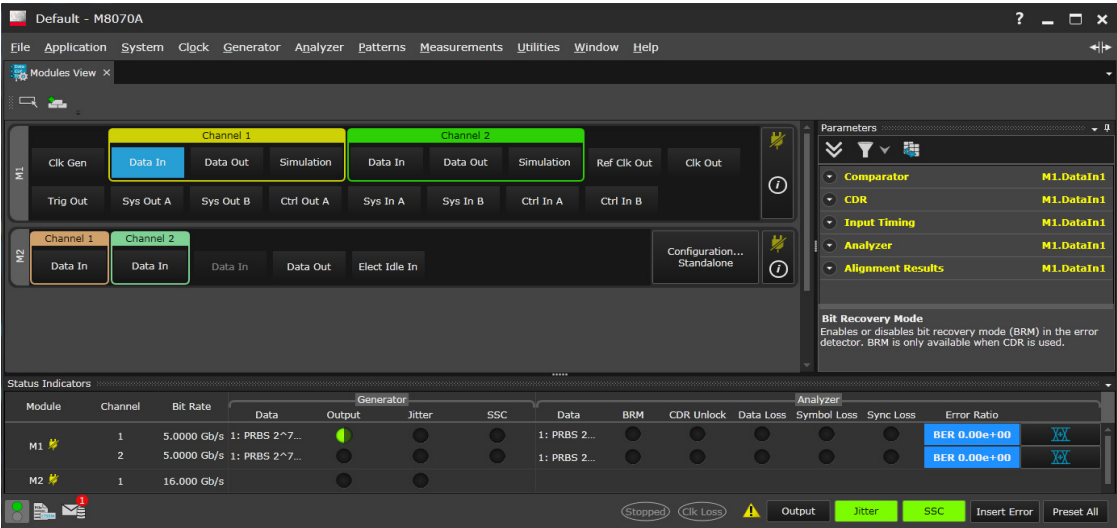 Default - M8070A
?
File Application System Clock Generator Analyzer Patterns Measurements Utilities Window Help
Modules View
Channel 1 Channel 2
M1
Clk Gen Data In Data Out Simulation Data In Data Out Simulation Ref Clk Out Clk Out
Trig Out Sys Out A Sys Out B Ctrl Out A Sys In A Sys In B Ctrl In A Ctrl In B
Channel 1 Channel 2
M2
Data In Data In Data In Data Out Elect Idle In
Configuration...
Standalone
Parameters
Comparator M1.DataIn1
CDR M1.DataIn1
Input Timing M1.DataIn1
Analyzer M1.DataIn1
Alignment Results M1.DataIn1
Bit Recovery Mode
Enables or disables bit recovery mode (BRM) in the error
detector. BRM is only available when CDR is used.
Status Indicators
Generator Analyzer
Module Channel Bit Rate Data Output Jitter SSC Data BRM CDR Unlock Data Loss Symbol Loss Sync Loss Error Ratio
M1
1 5.0000 Gb/s 1: PRBS 2^7... 1: PRBS 2... BER 0.00e+00
2 5.0000 Gb/s 1: PRBS 2^7... 1: PRBS 2... BER 0.00e+00
M2 1 16.000 Gb/s
1
Stopped Clk Loss Output Jitter SSC Insert Error Preset All